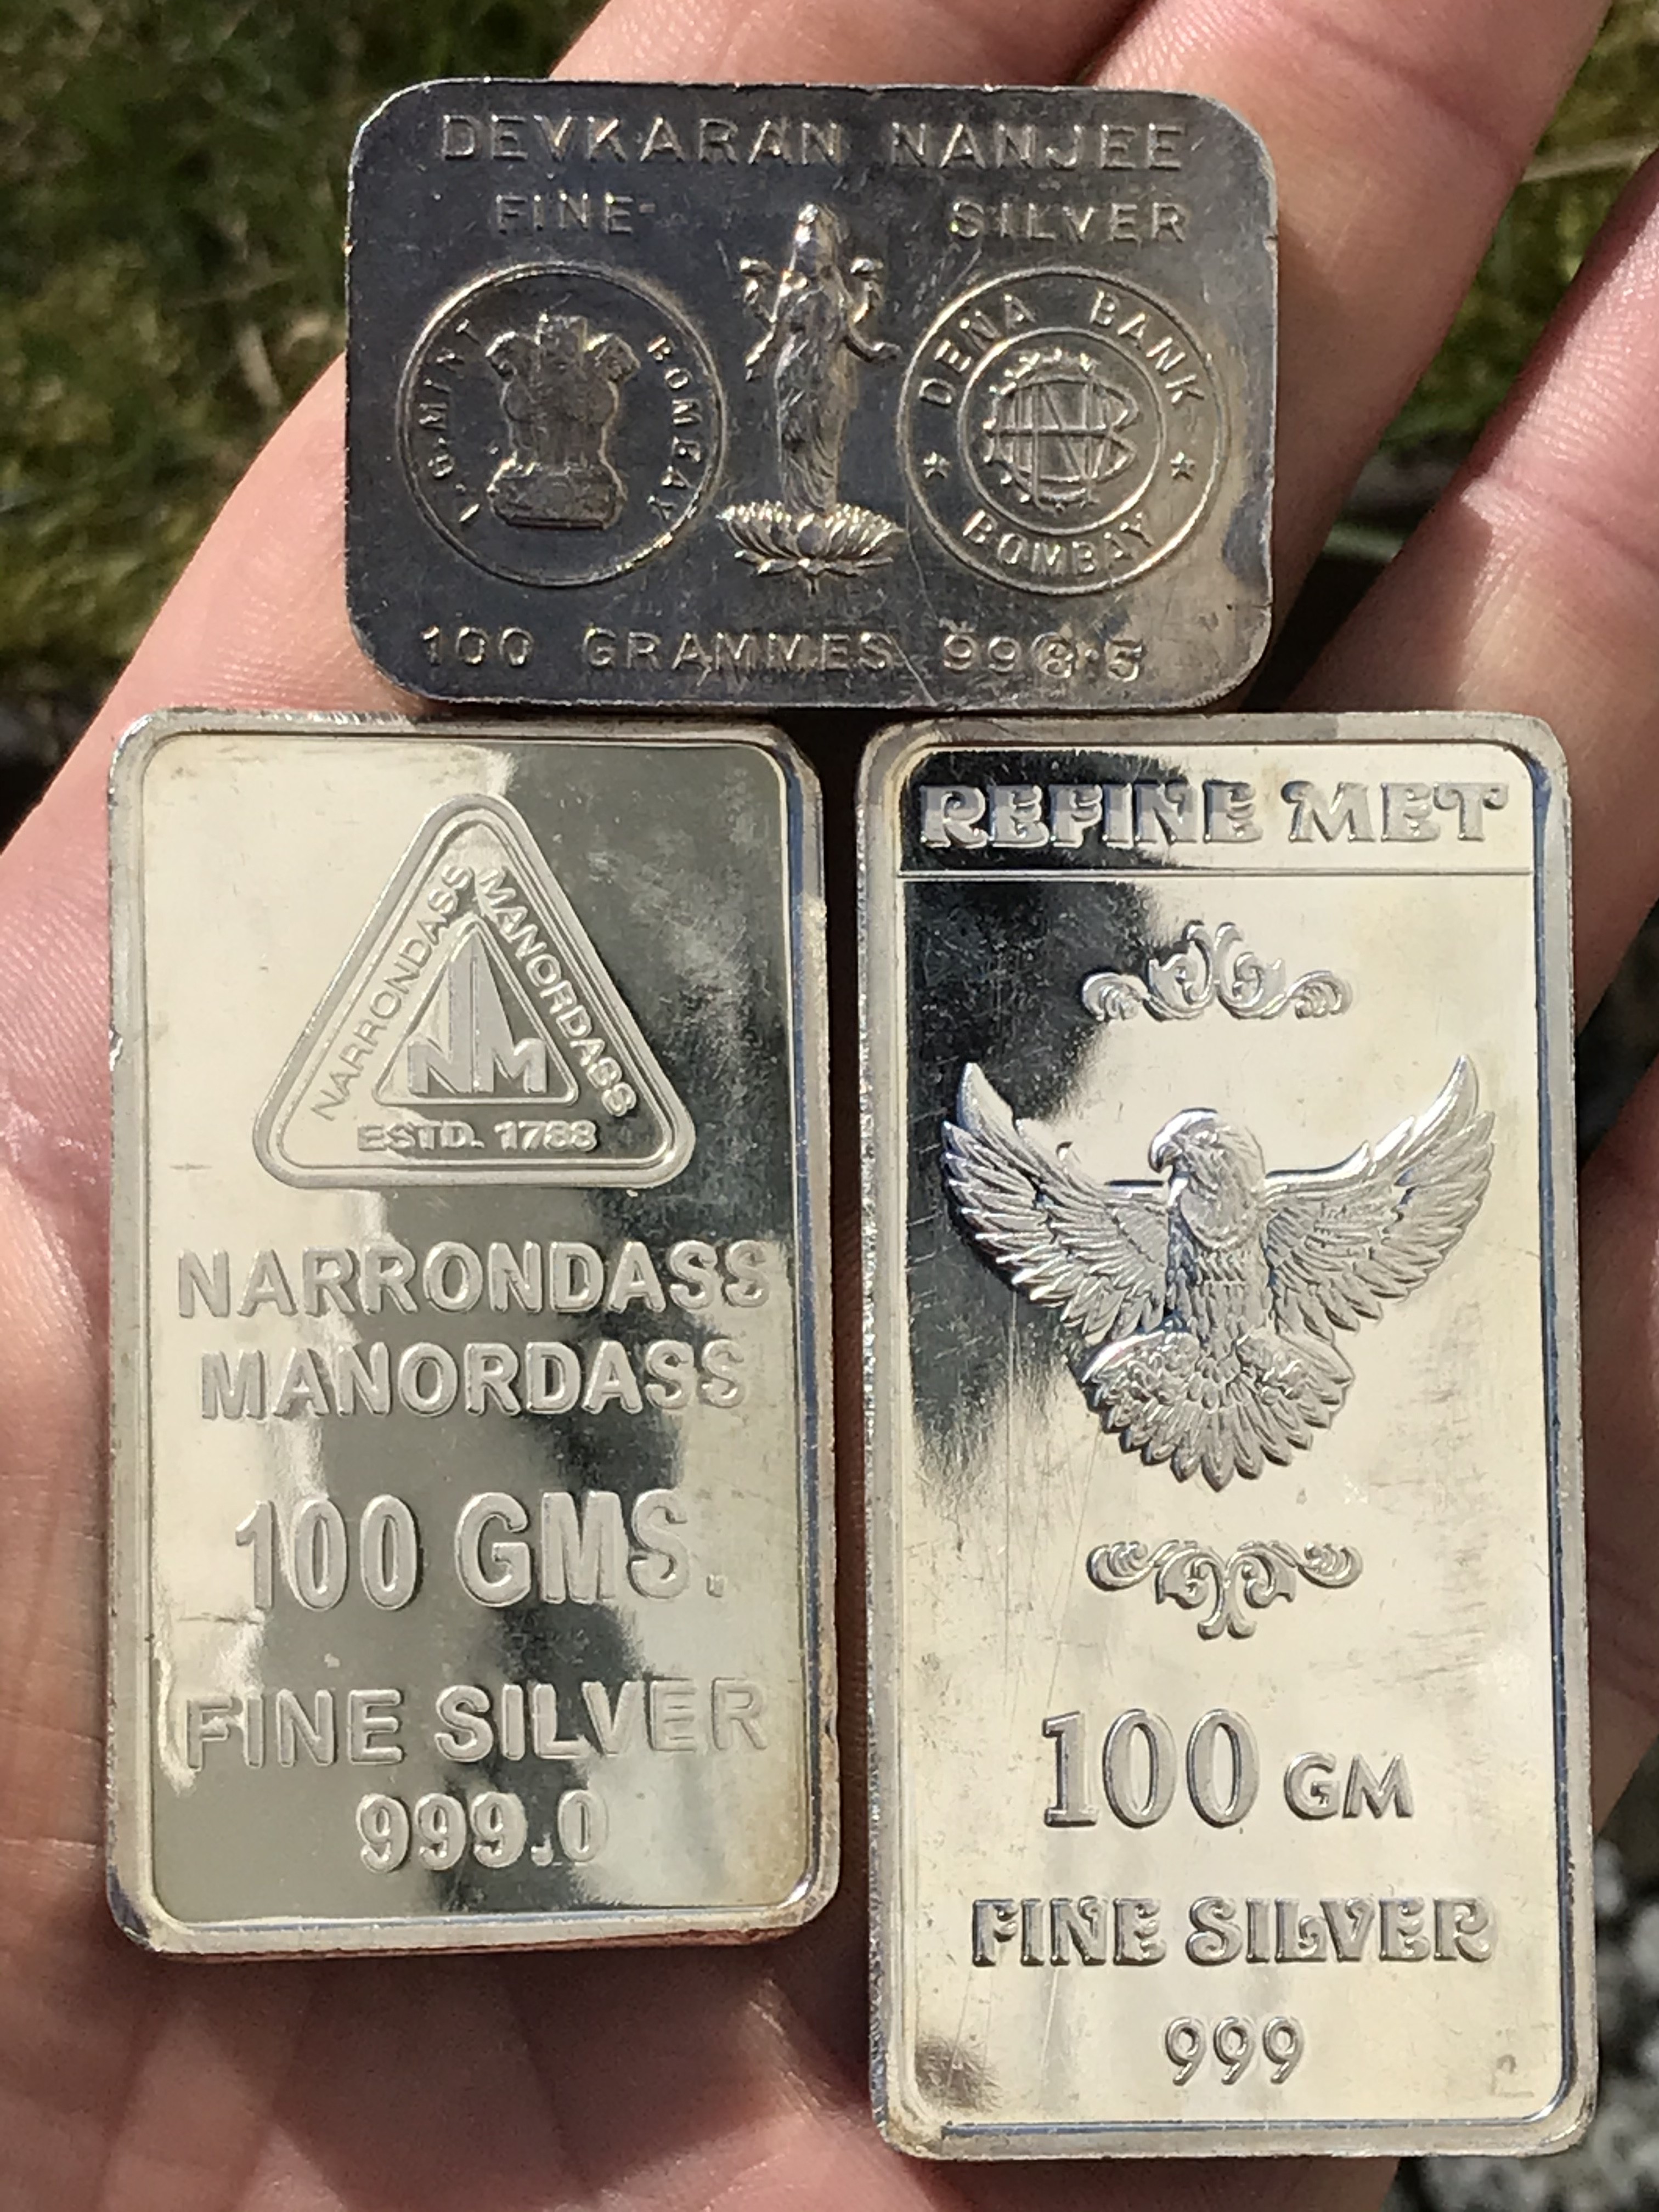 DEVKARAN NANJEE
FINE SILVER
I.G.MINT BOMBAY
DENA BANK
BOMBAY
100 GRAMMES 998.5
NARRONDASS MANORDASS
NM
ESTD. 1788
NARRONDASS
MANORDASS
100 GMS.
FINE SILVER
999.0
REFINE MET
100 GM
FINE SILVER
999